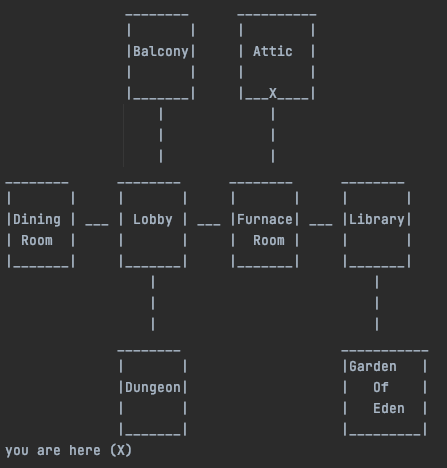 Balcony
Attic
X
Dining Room
Lobby
Furnace Room
Library
Dungeon
Garden Of Eden
you are here (X)